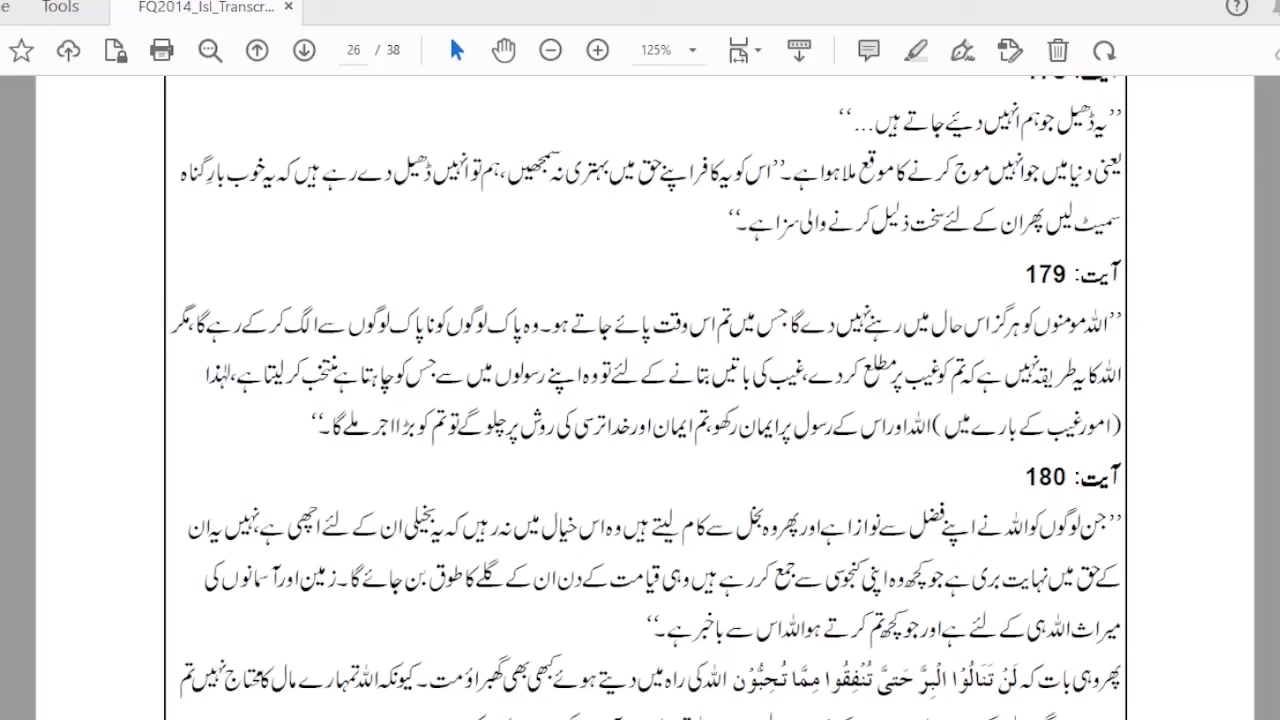 Tools
FQ2014_Isl_Transcr...
26 / 38
125%
’’یہ ڈھیل جو ہم انہیں دیئے جاتے ہیں...‘‘
یعنی دنیا میں جو انہیں موج کرنے کا موقع ملا ہوا ہے۔’’اس کو یہ کافر اپنے حق میں بہتری نہ سمجھیں، ہم تو انہیں ڈھیل دے رہے ہیں کہ یہ خوب بارِ گناہ
سمیٹ لیں پھر ان کے لئے سخت ذلیل کرنے والی سزا ہے۔‘‘
آیت: 179
’’اللہ مومنوں کو ہرگز اس حال میں رہنے نہیں دے گا جس میں تم اس وقت پائے جاتے ہو۔ وہ پاک لوگوں کو ناپاک لوگوں سے الگ کر کے رہے گا، مگر
اللہ کا یہ طریقہ نہیں ہے کہ تم کو غیب پر مطلع کر دے، غیب کی باتیں بتانے کے لئے تو وہ اپنے رسولوں میں سے جس کو چاہتا ہے منتخب کر لیتا ہے، لہٰذا
(امورِ غیب کے بارے میں) اللہ اور اس کے رسول پر ایمان رکھو، تم ایمان اور خدا ترسی کی روش پر چلو گے تو تم کو بڑا اجر ملے گا۔‘‘
آیت: 180
’’جن لوگوں کو اللہ نے اپنے فضل سے نوازا ہے اور پھر وہ بخل سے کام لیتے ہیں وہ اس خیال میں نہ رہیں کہ یہ بخیلی ان کے لئے اچھی ہے، نہیں یہ ان
کے حق میں نہایت بری ہے جو کچھ وہ اپنی کنجوسی سے جمع کر رہے ہیں وہی قیامت کے دن ان کے گلے کا طوق بن جائے گا۔ زمین اور آسمانوں کی
میراث اللہ ہی کے لئے ہے اور جو کچھ تم کرتے ہو اللہ اس سے باخبر ہے۔‘‘
پھر وہی بات کہ لَنْ تَنَالُوْا الْبِرَّ حَتیَّ تُنْفِقُوا مِمَّا تُحِبُّوْنَ اللہ کی راہ میں دیتے ہوئے کبھی بھی گھبراؤ مت۔ کیونکہ اللہ تمہارے مال کا محتاج نہیں تم